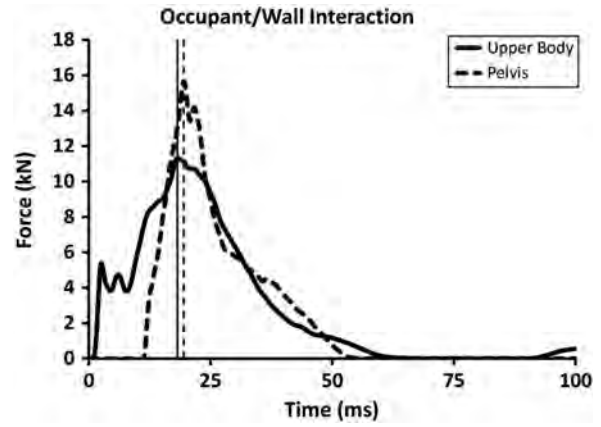 Occupant/Wall Interaction
18
16
14
12
10
8
6
4
2
0
Force (kN)
Upper Body
Pelvis
0 25 50 75 100
Time (ms)